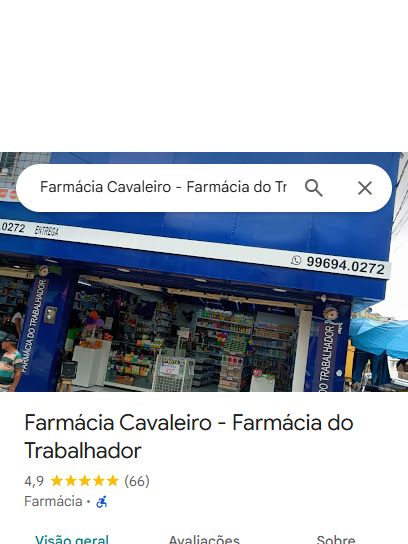 Farmácia Cavaleiro - Farmácia do Tr
.0272 ENTREGA
99694.0272
FARMÁCIA DO TRABALHADOR
DO TRABALHADOR
Farmácia Cavaleiro - Farmácia do
Trabalhador
4,9 (66)
Farmácia ·
Visão geral
Avaliações
Sobre